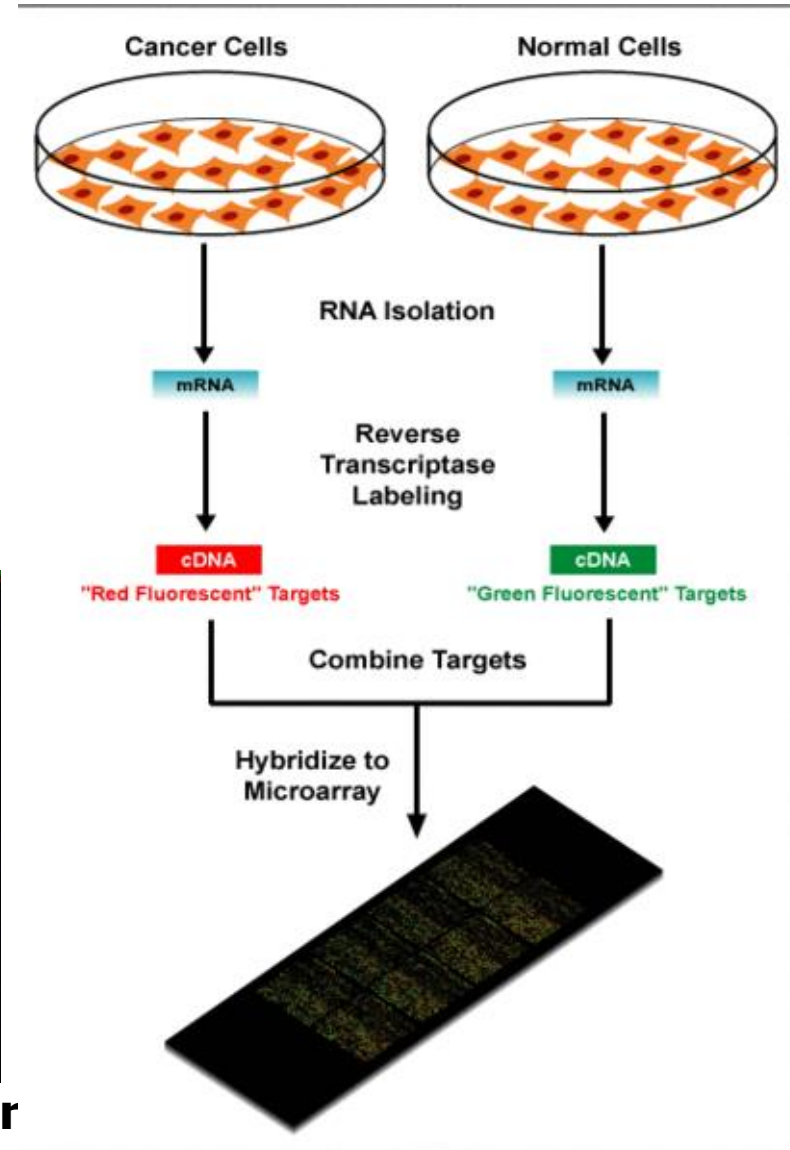 Cancer Cells
Normal Cells
RNA Isolation
mRNA
mRNA
Reverse
Transcriptase
Labeling
cDNA
cDNA
"Red Fluorescent" Targets
"Green Fluorescent" Targets
Combine Targets
Hybridize to
Microarray
r